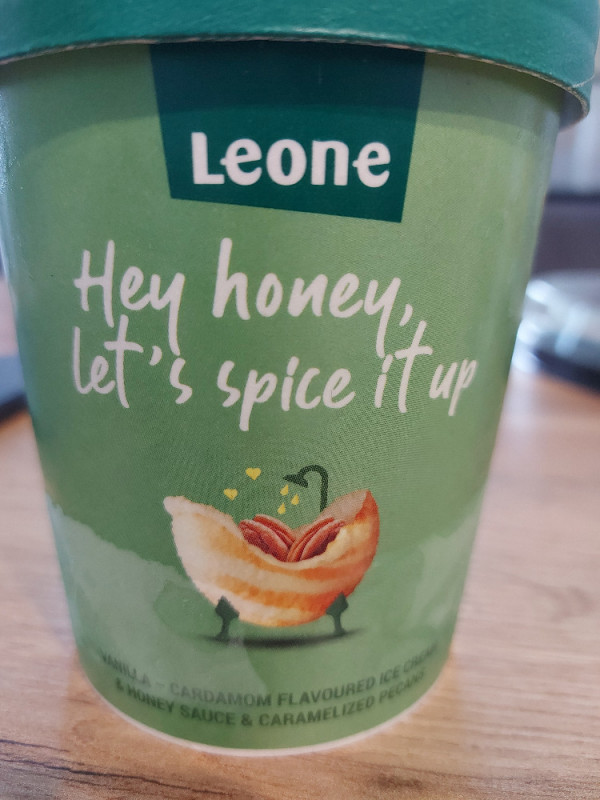 Leone
Hey honey,
let's spice it up
VANILLA - CARDAMOM FLAVOURED ICE CREAM
& HONEY SAUCE & CARAMELIZED PECANS